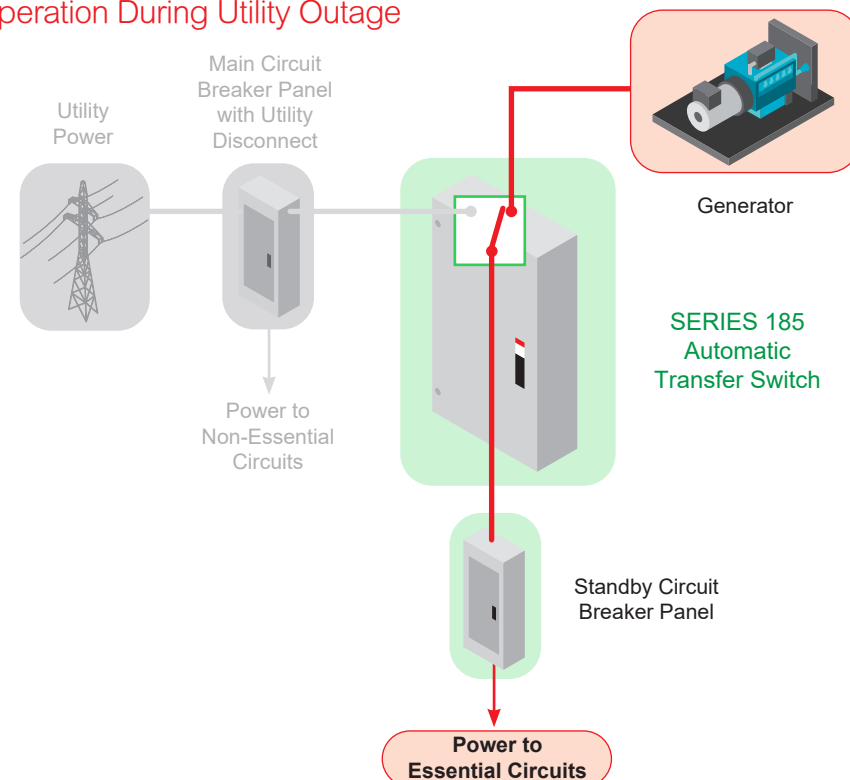 peration During Utility Outage
Main Circuit
Breaker Panel
with Utility
Disconnect
Utility
Power
Generator
SERIES 185
Automatic
Transfer Switch
Power to
Non-Essential
Circuits
Standby Circuit
Breaker Panel
Power to
Essential Circuits